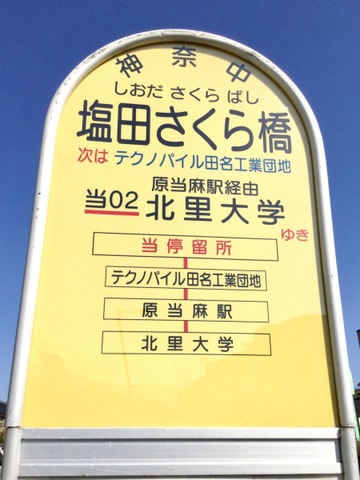 神奈中
しおだ さくら ばし
塩田さくら橋
次は テクノパイル田名工業団地
原当麻駅経由
当02 北里大学 ゆき
当停留所
テクノパイル田名工業団地
原当麻駅
北里大学